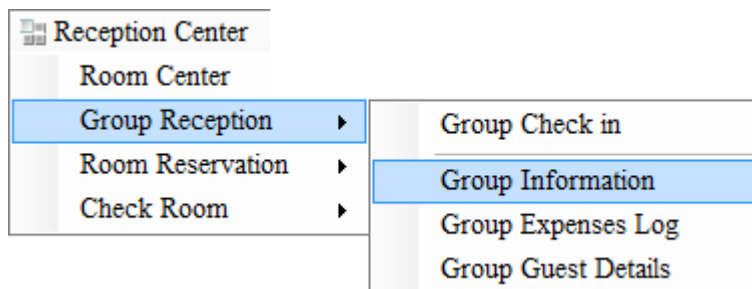 Reception Center
Room Center
Group Reception
Room Reservation
Check Room
Group Check in
Group Information
Group Expenses Log
Group Guest Details